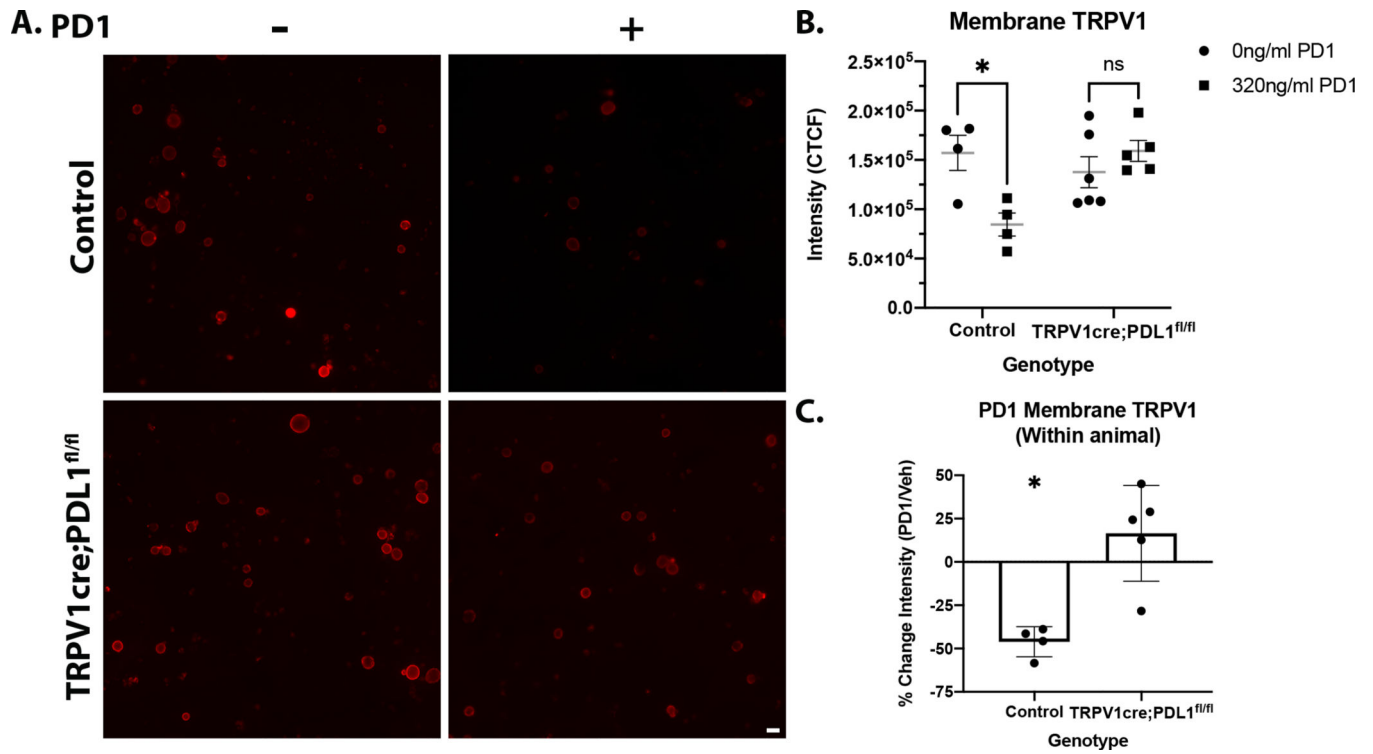 A. PD1 - +
Control
TRPV1cre;PDL1fl/fl
B.
Membrane TRPV1
0ng/ml PD1
320ng/ml PD1
* ns
2.5×10⁵
2.0×10⁵
1.5×10⁵
1.0×10⁵
5.0×10⁴
0.0
Intensity (CTCF)
Control TRPV1cre;PDL1fl/fl
Genotype
C.
PD1 Membrane TRPV1
(Within animal)
*
50
25
0
-25
-50
-75
% Change Intensity (PD1/Veh)
Control TRPV1cre;PDL1fl/fl
Genotype